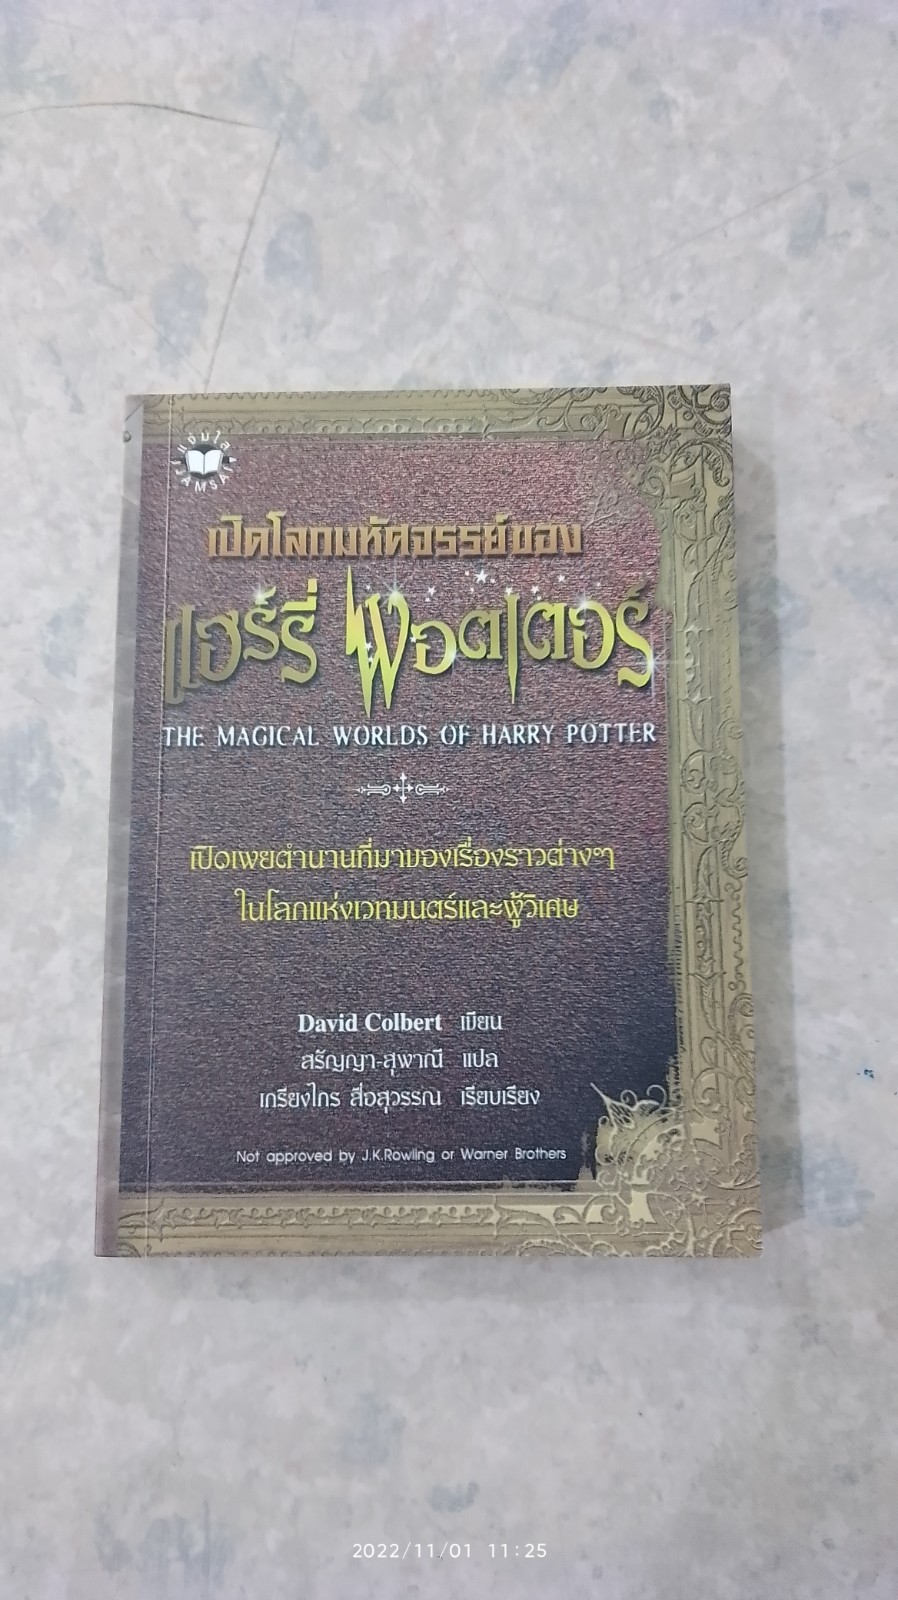 แจ่มใส
JAMSAI
เปิดโลกมหัศจรรย์ของ
แฮร์รี่ พอตเตอร์
THE MAGICAL WORLDS OF HARRY POTTER
เปิดเผยตำนานที่มาของเรื่องราวต่างๆ
ในโลกแห่งเวทมนตร์และผู้วิเศษ
David Colbert เขียน
สรัญญา-สุพาณี แปล
เกรียงไกร สื่อสุวรรณ เรียบเรียง
Not approved by J.K.Rowling or Warner Brothers
2022/11/01 11:25